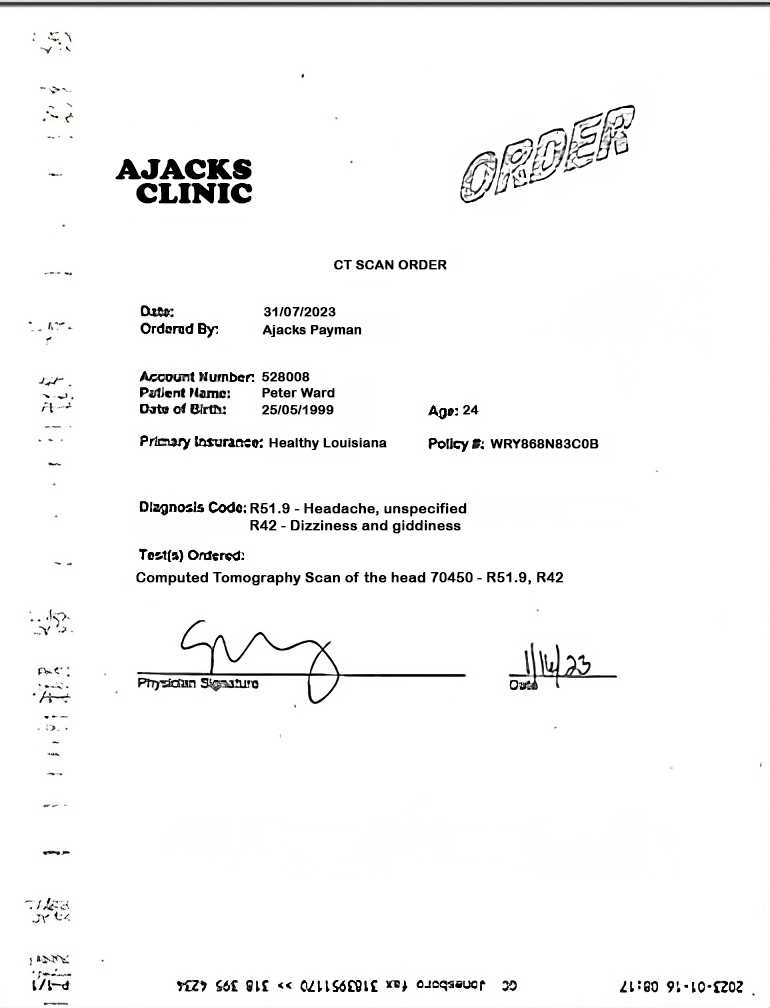 AJACKS
CLINIC
ORDER
CT SCAN ORDER
Date: 31/07/2023
Ordered By: Ajacks Payman
Account Number: 528008
Patient Name: Peter Ward
Date of Birth: 25/05/1999 Age: 24
Primary Insurance: Healthy Louisiana Policy #: WRY868N83C0B
Diagnosis Code: R51.9 - Headache, unspecified
R42 - Dizziness and giddiness
Test(s) Ordered:
Computed Tomography Scan of the head 70450 - R51.9, R42
1/16/23
Physician Signature Date
2023-01-16 08:17 CC Jonesboro fax 3183951170 >> 318 395 4234 P 1/1